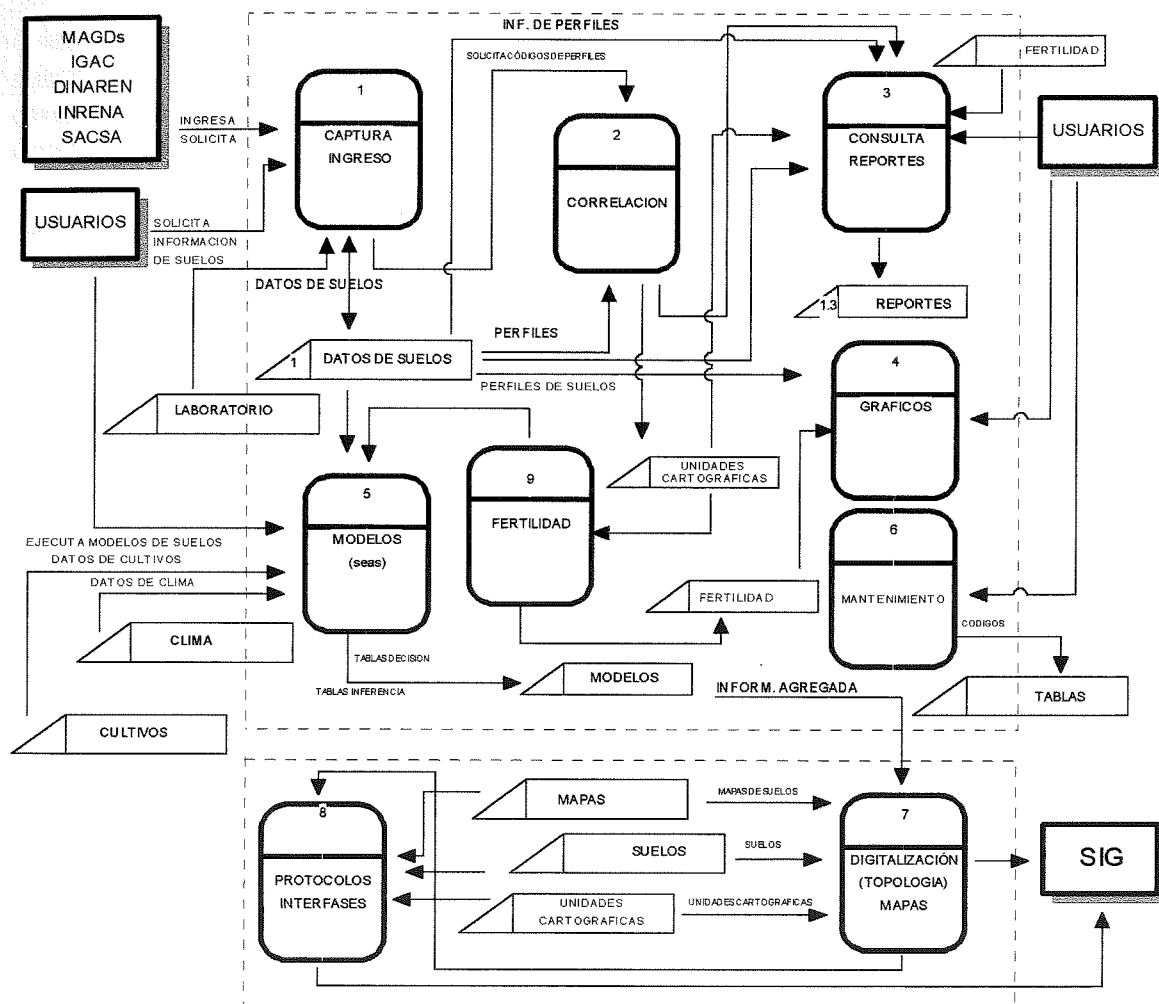 MAGDs
IGAC
DINAREN
INRENA
SACSA
INGRESA
SOLICITA
USUARIOS
SOLICITA
INFORMACION
DE SUELOS
INF. DE PERFILES
SOLICITA CÓDIGOS DE PERFILES
1
CAPTURA
INGRESO
2
CORRELACION
3
CONSULTA
REPORTES
FERTILIDAD
USUARIOS
DATOS DE SUELOS
1.3 REPORTES
PERFILES
1 DATOS DE SUELOS
PERFILES DE SUELOS
4
GRAFICOS
LABORATORIO
UNIDADES
CARTOGRAFICAS
5
MODELOS
(seas)
9
FERTILIDAD
6
MANTENIMIENTO
EJECUTA MODELOS DE SUELOS
DATOS DE CULTIVOS
DATOS DE CLIMA
FERTILIDAD
CODIGOS
CLIMA
TABLAS DECISION
TABLAS INFERENCIA
MODELOS
INFORM. AGREGADA
TABLAS
CULTIVOS
8
PROTOCOLOS
INTERFASES
MAPAS
MAPAS DE SUELOS
SUELOS
SUELOS
UNIDADES
CARTOGRAFICAS
UNIDADES CARTOGRAFICAS
7
DIGITALIZACIÓN
(TOPOLOGIA)
MAPAS
SIG